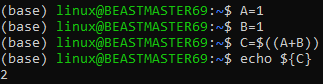 (base) linux@BEASTMASTER69:~$ A=1
(base) linux@BEASTMASTER69:~$ B=1
(base) linux@BEASTMASTER69:~$ C=$((A+B))
(base) linux@BEASTMASTER69:~$ echo ${C}
2